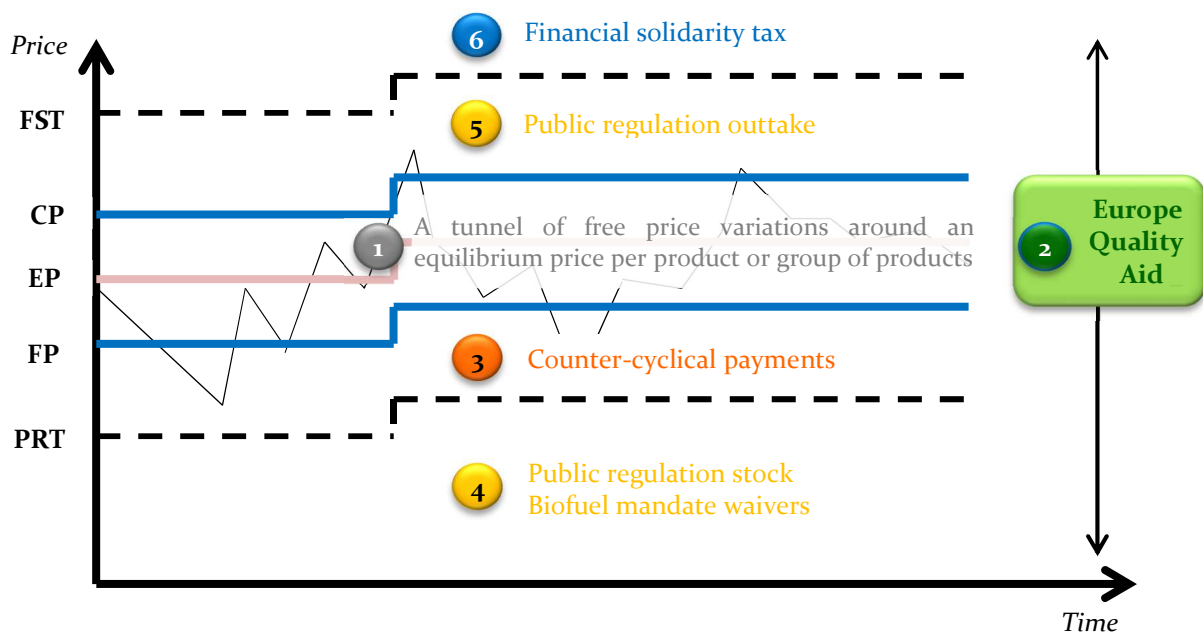 Price
6 Financial solidarity tax
FST
5 Public regulation outtake
CP
1 A tunnel of free price variations around an
equilibrium price per product or group of products
EP
2 Europe
Quality
Aid
FP
3 Counter-cyclical payments
PRT
4 Public regulation stock
Biofuel mandate waivers
Time